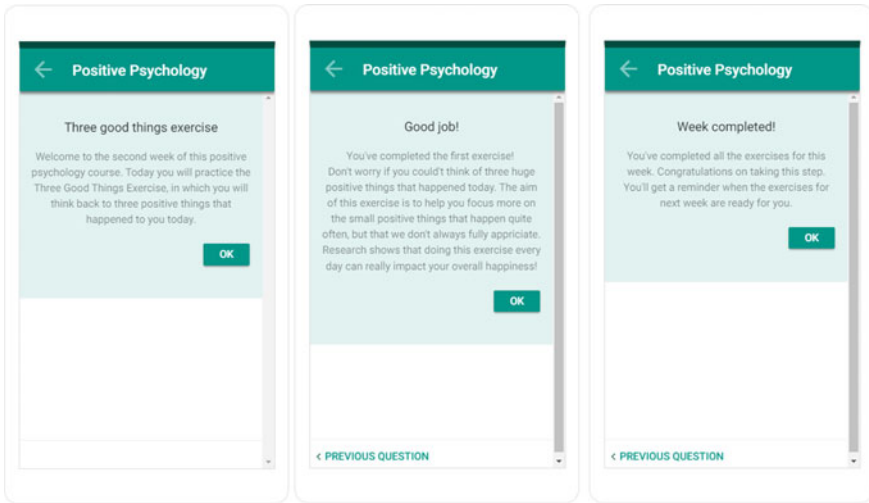 Positive Psychology
Three good things exercise
Welcome to the second week of this positive
psychology course. Today you will practice the
Three Good Things Exercise, in which you will
think back to three positive things that
happened to you today.
OK
Positive Psychology
Good job!
You've completed the first exercise!
Don't worry if you could't think of three huge
positive things that happened today. The aim
of this exercise is to help you focus more on
the small positive things that happen quite
often, but that we don't always fully appriciate.
Research shows that doing this exercise every
day can really impact your overall happiness!
OK
< PREVIOUS QUESTION
Positive Psychology
Week completed!
You've completed all the exercises for this
week. Congratulations on taking this step.
You'll get a reminder when the exercises for
next week are ready for you.
OK
< PREVIOUS QUESTION